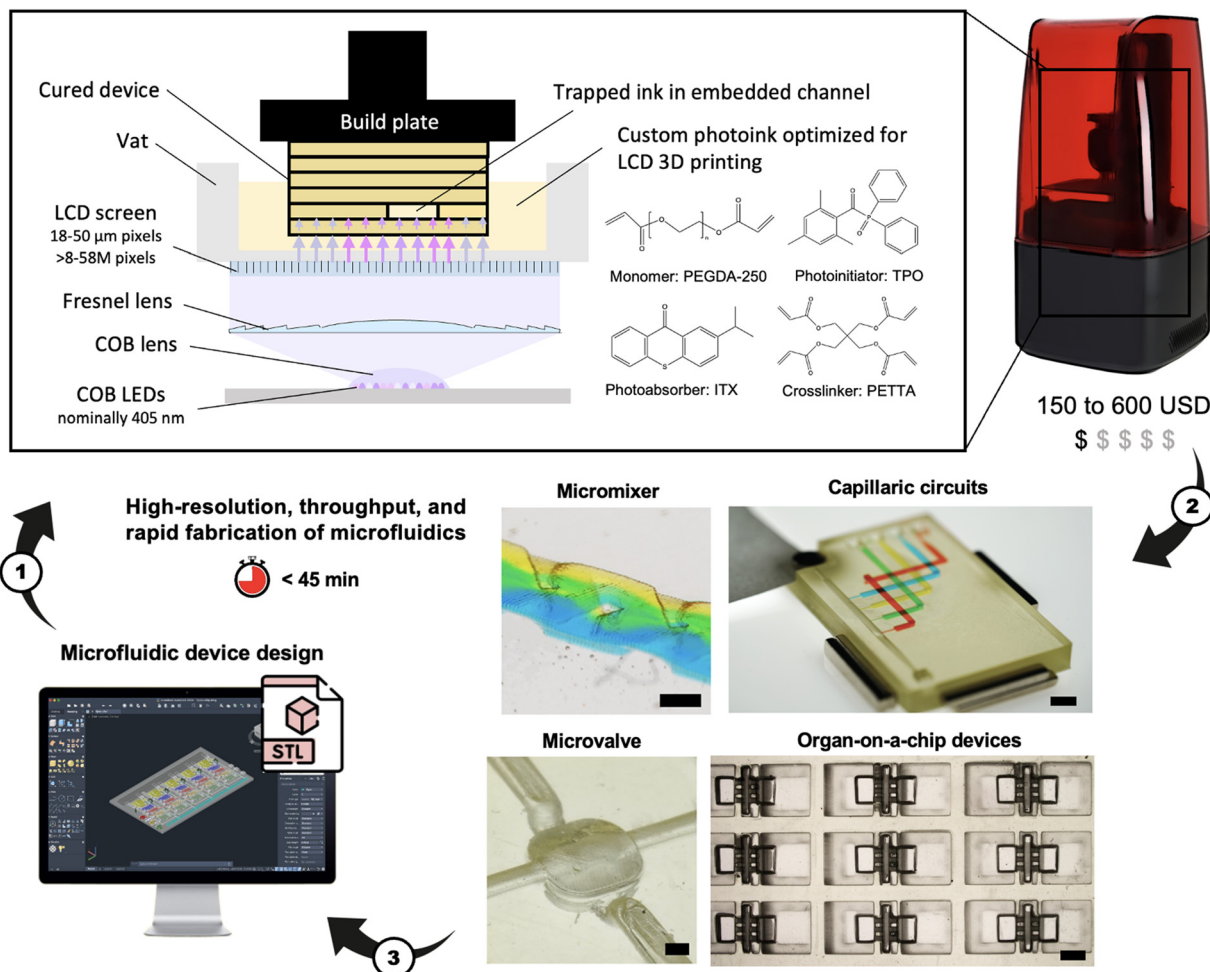 Cured device
Vat
LCD screen
18-50 µm pixels
>8-58M pixels
Fresnel lens
COB lens
COB LEDs
nominally 405 nm
Build plate
Trapped ink in embedded channel
Custom photoink optimized for
LCD 3D printing
O
O
O
n
O
O
P
O
Monomer: PEGDA-250
Photoinitiator: TPO
O
S
O
O
O
O
O
O
O
O
Photoabsorber: ITX
Crosslinker: PETTA
150 to 600 USD
$ $ $ $ $
1
2
High-resolution, throughput, and
rapid fabrication of microfluidics
< 45 min
Microfluidic device design
STL
Micromixer
Capillaric circuits
Microvalve
Organ-on-a-chip devices
3